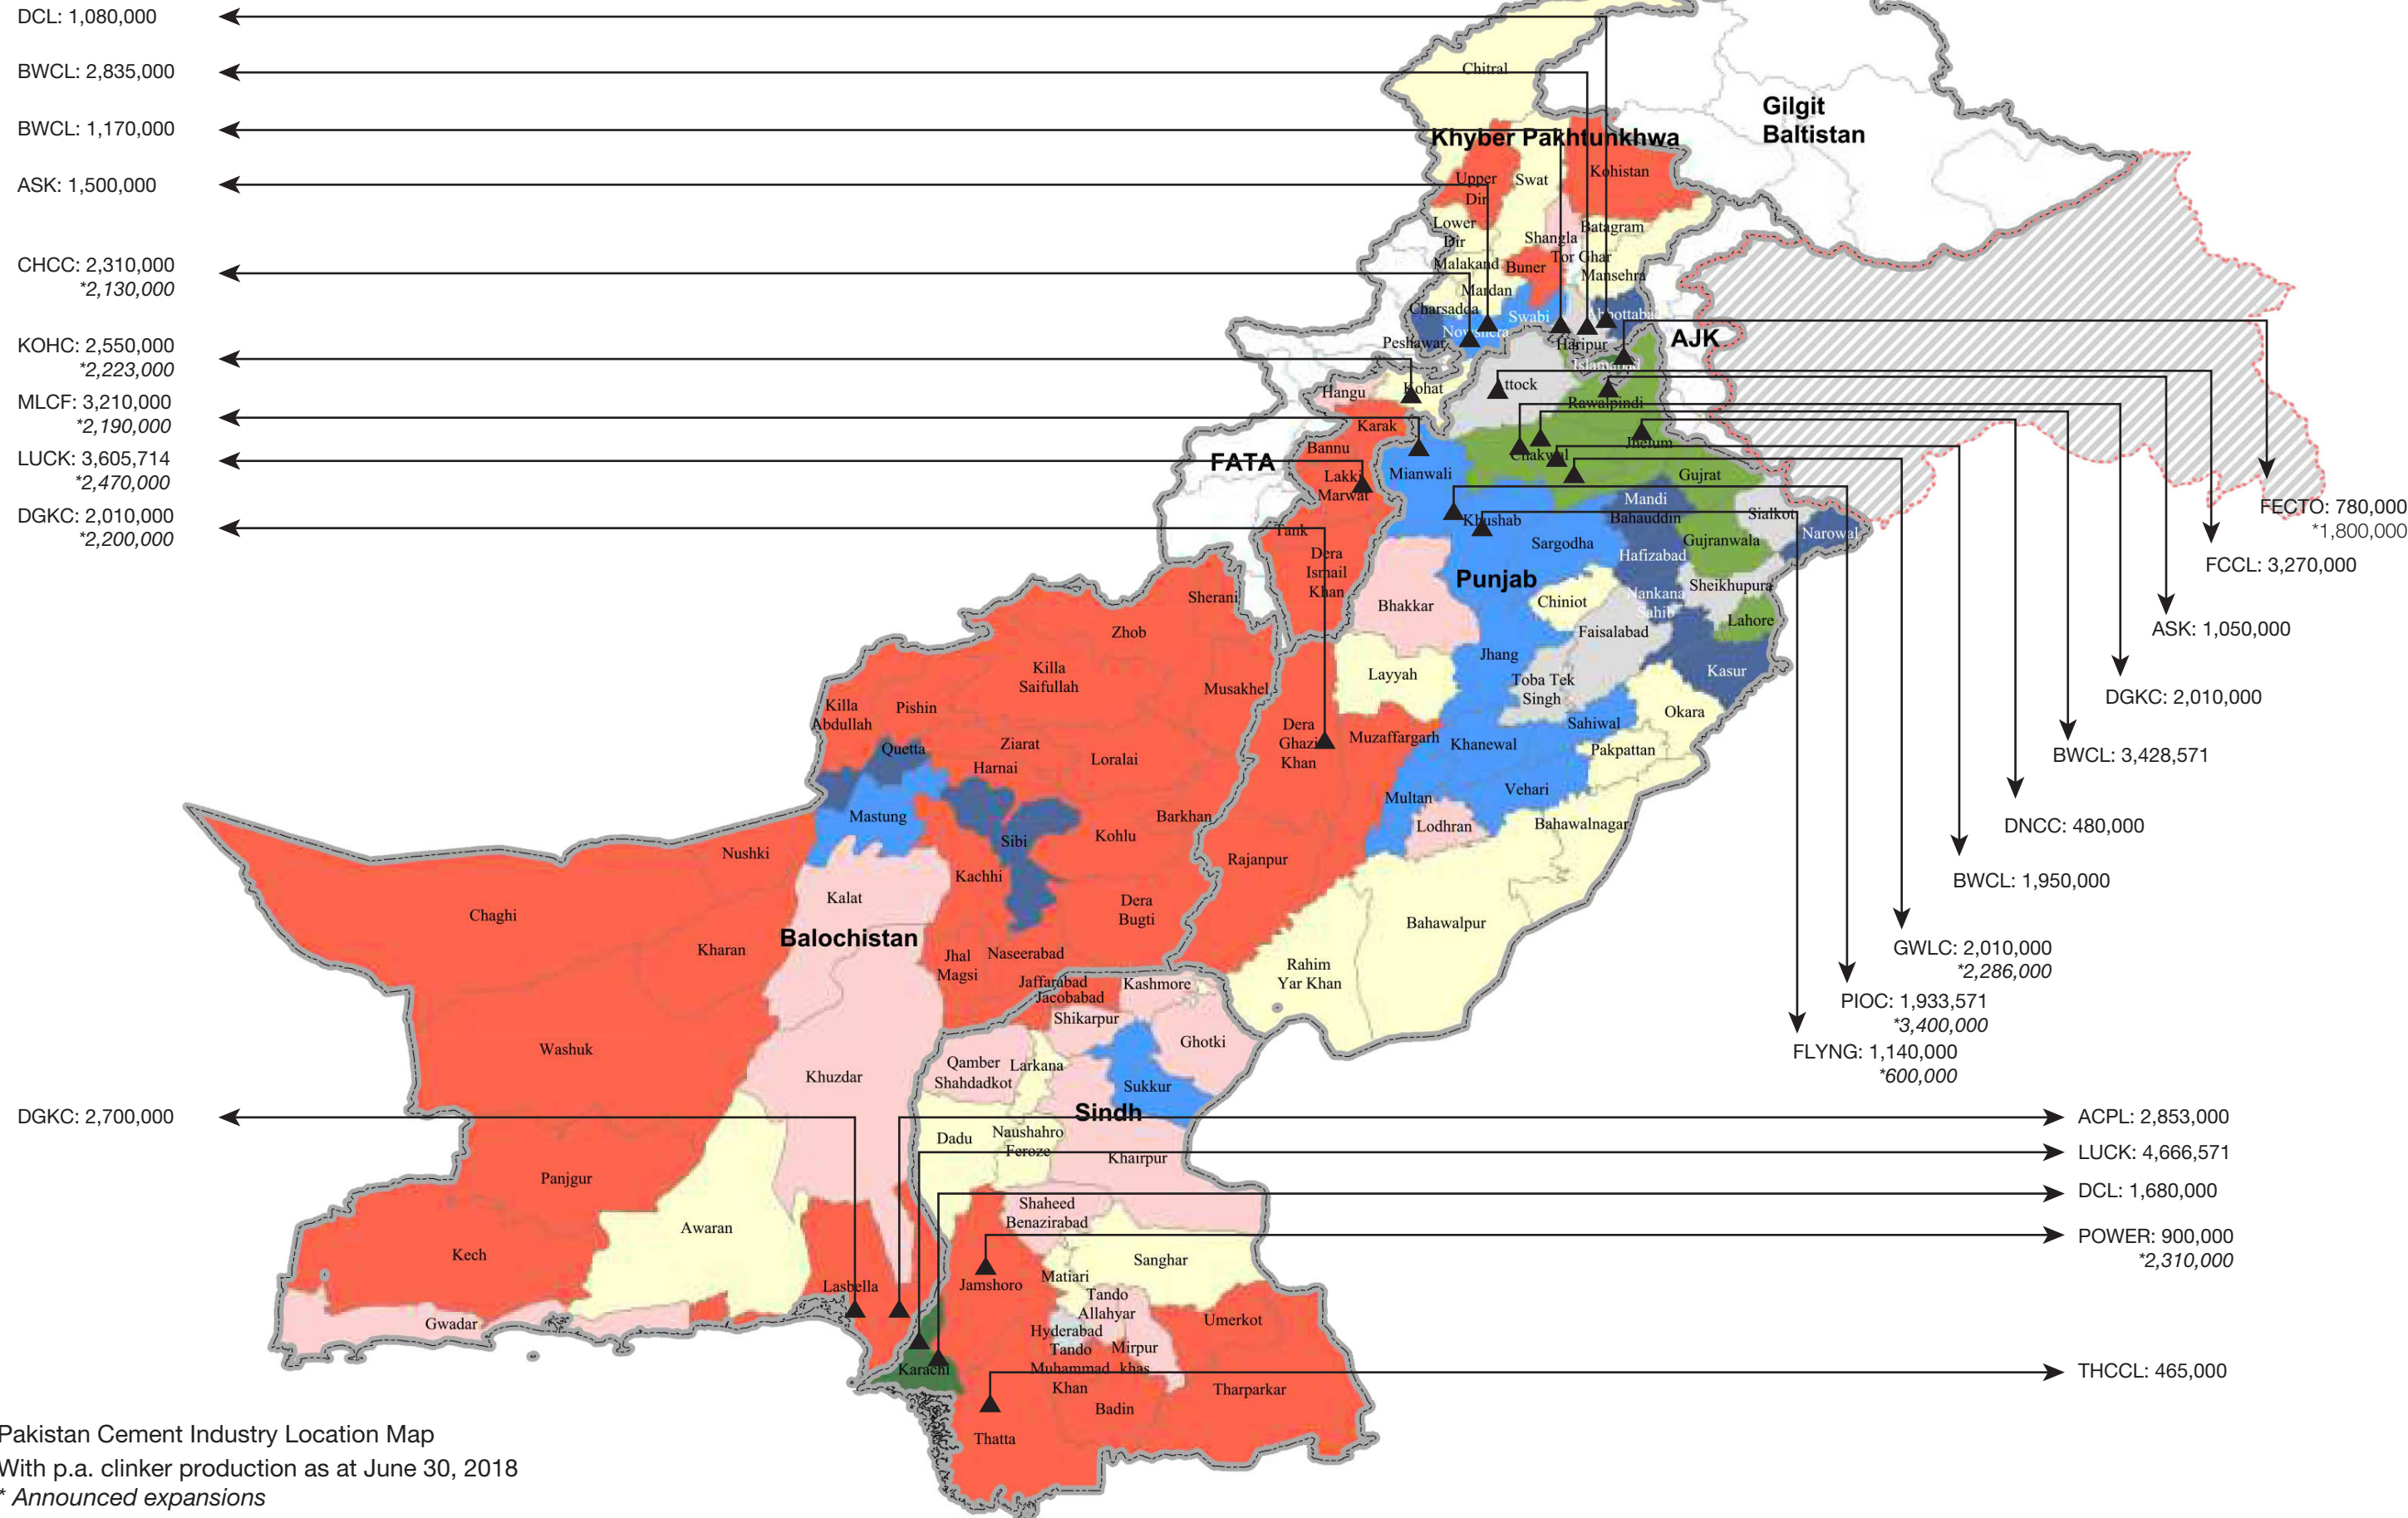 DCL: 1,080,000
BWCL: 2,835,000
BWCL: 1,170,000
ASK: 1,500,000
CHCC: 2,310,000
*2,130,000
KOHC: 2,550,000
*2,223,000
MLCF: 3,210,000
*2,190,000
LUCK: 3,605,714
*2,470,000
DGKC: 2,010,000
*2,200,000
DGKC: 2,700,000
Chitral
Gilgit
Baltistan
Khyber Pakhtunkhwa
Upper
Dir
Swat
Kohistan
Lower
Dir
Shangla
Batagram
Malakand
Buner
Tor Ghar
Mansehra
Mardan
Charsadda
Swabi
Abbottabad
Nowshera
Peshawar
Haripur
AJK
Islamabad
Hangu
Kohat
ttock
Rawalpindi
Karak
Bannu
FATA
Lakki
Marwat
Mianwali
Chakwal
Jhelum
Gujrat
Mandi
Bahauddin
Khushab
Sialkot
Narowal
Tank
Sargodha
Hafizabad
Gujranwala
Dera
Ismail
Khan
Punjab
Bhakkar
Chiniot
Nankana
Sahib
Sheikhupura
Lahore
Faisalabad
Sherani
Zhob
Killa
Saifullah
Musakhel
Layyah
Jhang
Toba Tek
Singh
Kasur
Killa
Abdullah
Pishin
Okara
Sahiwal
Dera
Ghazi
Khan
Muzaffargarh
Khanewal
Pakpattan
Quetta
Ziarat
Harnai
Loralai
Multan
Vehari
Mastung
Barkhan
Lodhran
Bahawalnagar
Sibi
Kohlu
Nushki
Rajanpur
Kachhi
Kalat
Dera
Bugti
Chaghi
Bahawalpur
Balochistan
Kharan
Jhal
Magsi
Naseerabad
Rahim
Yar Khan
Jaffarabad
Jacobabad
Kashmore
Shikarpur
Ghotki
Washuk
Qamber
Shahdadkot
Larkana
Khuzdar
Sukkur
Sindh
Dadu
Naushahro
Feroze
Khairpur
Panjgur
Shaheed
Benazirabad
Awaran
Kech
Sanghar
Matiari
Lasbella
Jamshoro
Tando
Allahyar
Gwadar
Hyderabad
Umerkot
Tando
Muhammad
Khan
Mirpur
khas
Karachi
Tharparkar
Badin
Thatta
FECTO: 780,000
*1,800,000
FCCL: 3,270,000
ASK: 1,050,000
DGKC: 2,010,000
BWCL: 3,428,571
DNCC: 480,000
BWCL: 1,950,000
GWLC: 2,010,000
*2,286,000
PIOC: 1,933,571
*3,400,000
FLYNG: 1,140,000
*600,000
ACPL: 2,853,000
LUCK: 4,666,571
DCL: 1,680,000
POWER: 900,000
*2,310,000
THCCL: 465,000
Pakistan Cement Industry Location Map
With p.a. clinker production as at June 30, 2018
* Announced expansions